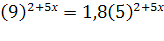 (9)^{2+5x} = 1,8(5)^{2+5x}